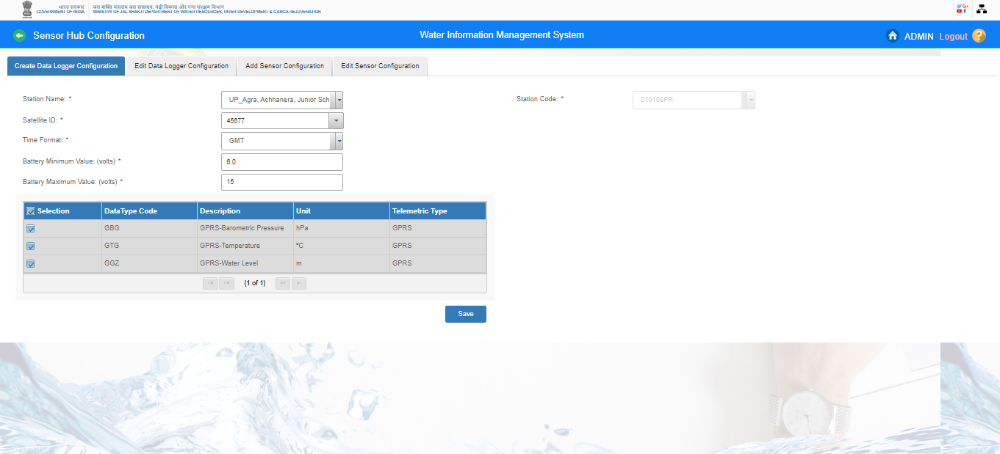 भारत सरकार
GOVERNMENT OF INDIA
जल शक्ति मंत्रालय जल संसाधन, नदी विकास और गंगा संरक्षण विभाग
MINISTRY OF JAL SHAKTI DEPARTMENT OF WATER RESOURCES, RIVER DEVELOPMENT & GANGA REJUVENATION
Sensor Hub Configuration
Water Information Management System
ADMIN Logout ?
Create Data Logger Configuration
Edit Data Logger Configuration
Add Sensor Configuration
Edit Sensor Configuration
Station Name: * UP_Agra, Achhanera, Junior Sch
Station Code: * 010109PR
Satellite ID: * 45677
Time Format: * GMT
Battery Minimum Value: (volts) * 6.0
Battery Maximum Value: (volts) * 15
Selection DataType Code Description Unit Telemetric Type
GBG GPRS-Barometric Pressure hPa GPRS
GTG GPRS-Temperature °C GPRS
GGZ GPRS-Water Level m GPRS
(1 of 1)
Save